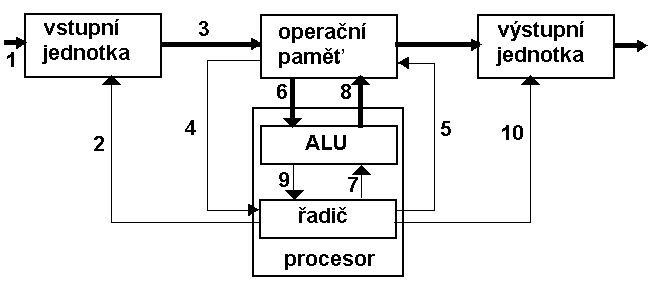 vstupní
jednotka
3
operační
paměť
výstupní
jednotka
1
6
8
2
4
ALU
5
10
9
7
řadič
procesor